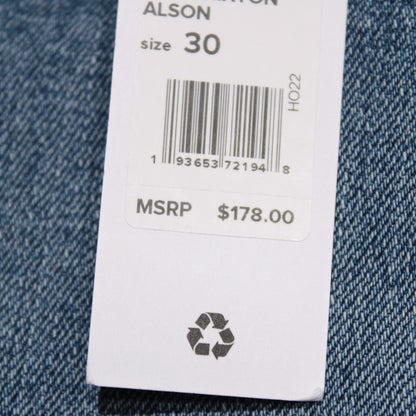 ALSON
size 30
HO22
1 93653 72194 8
MSRP $178.00